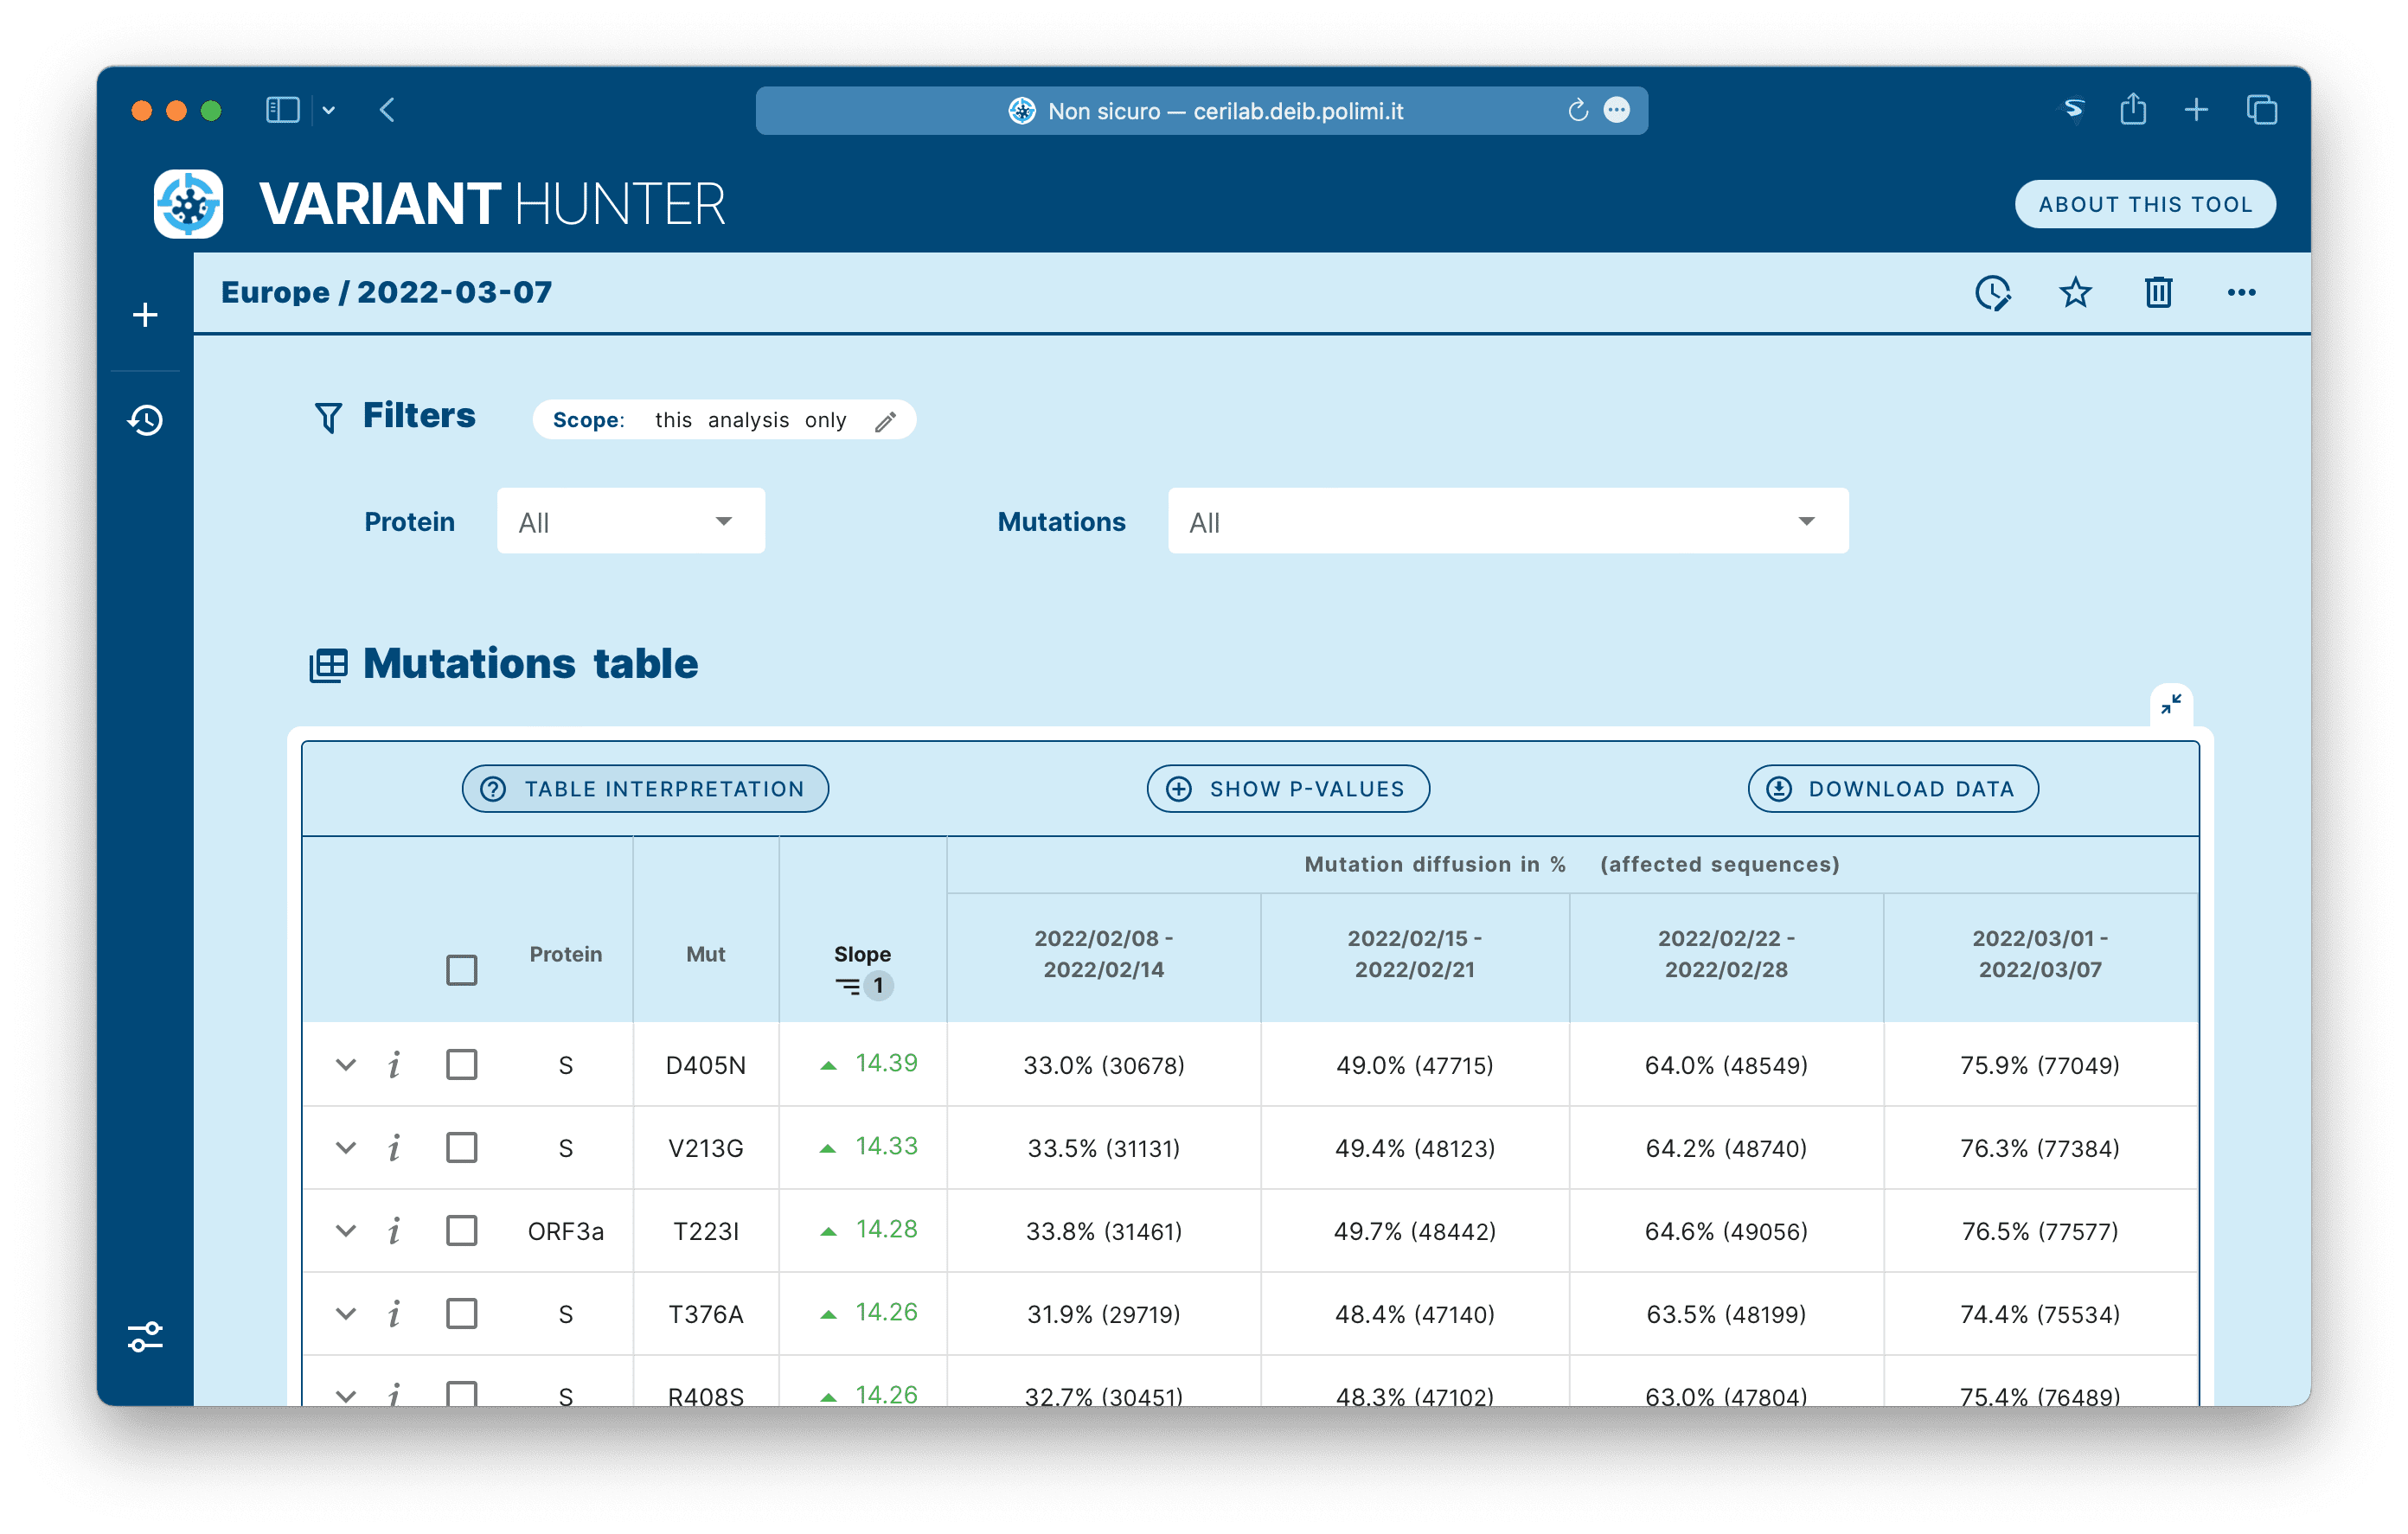 Non sicuro — cerilab.deib.polimi.it
VARIANT HUNTER
ABOUT THIS TOOL
Europe / 2022-03-07
Filters
Scope: this analysis only
Protein All Mutations All
Mutations table
TABLE INTERPRETATION SHOW P-VALUES DOWNLOAD DATA
Mutation diffusion in % (affected sequences)
Protein Mut Slope 1
2022/02/08 - 2022/02/15 - 2022/02/22 - 2022/03/01 -
2022/02/14 2022/02/21 2022/02/28 2022/03/07
S D405N 14.39 33.0% (30678) 49.0% (47715) 64.0% (48549) 75.9% (77049)
S V213G 14.33 33.5% (31131) 49.4% (48123) 64.2% (48740) 76.3% (77384)
ORF3a T223I 14.28 33.8% (31461) 49.7% (48442) 64.6% (49056) 76.5% (77577)
S T376A 14.26 31.9% (29719) 48.4% (47140) 63.5% (48199) 74.4% (75534)
S R408S 14.26 32.7% (30451) 48.3% (47102) 63.0% (47804) 75.4% (76489)